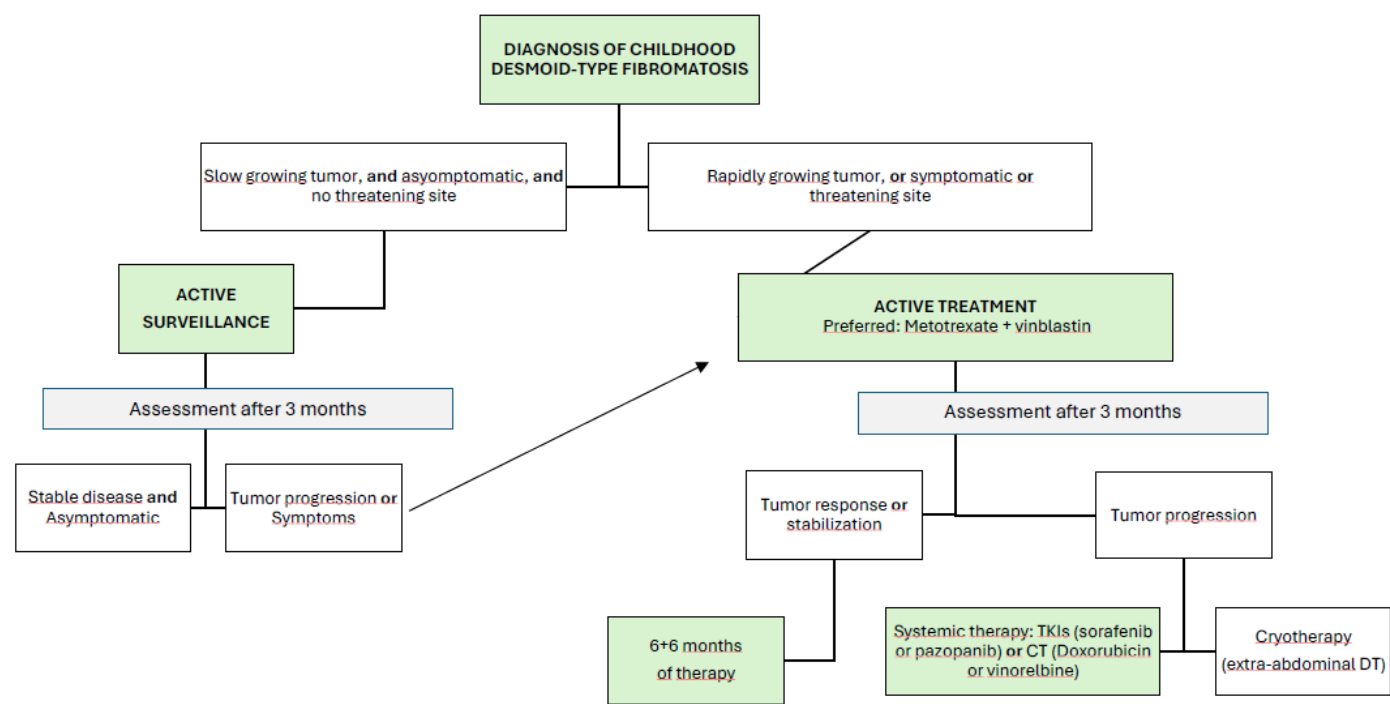 DIAGNOSIS OF CHILDHOOD
DESMOID-TYPE FIBROMATOSIS
Slow growing tumor, and asyomptomatic, and
no threatening site
Rapidly growing tumor, or symptomatic or
threatening site
ACTIVE
SURVEILLANCE
ACTIVE TREATMENT
Preferred: Metotrexate + vinblastin
Assessment after 3 months
Assessment after 3 months
Stable disease and
Asymptomatic
Tumor progression or
Symptoms
Tumor response or
stabilization
Tumor progression
6+6 months
of therapy
Systemic therapy: TKIs (sorafenib
or pazopanib) or CT (Doxorubicin
or vinorelbine)
Cryotherapy
(extra-abdominal DT)